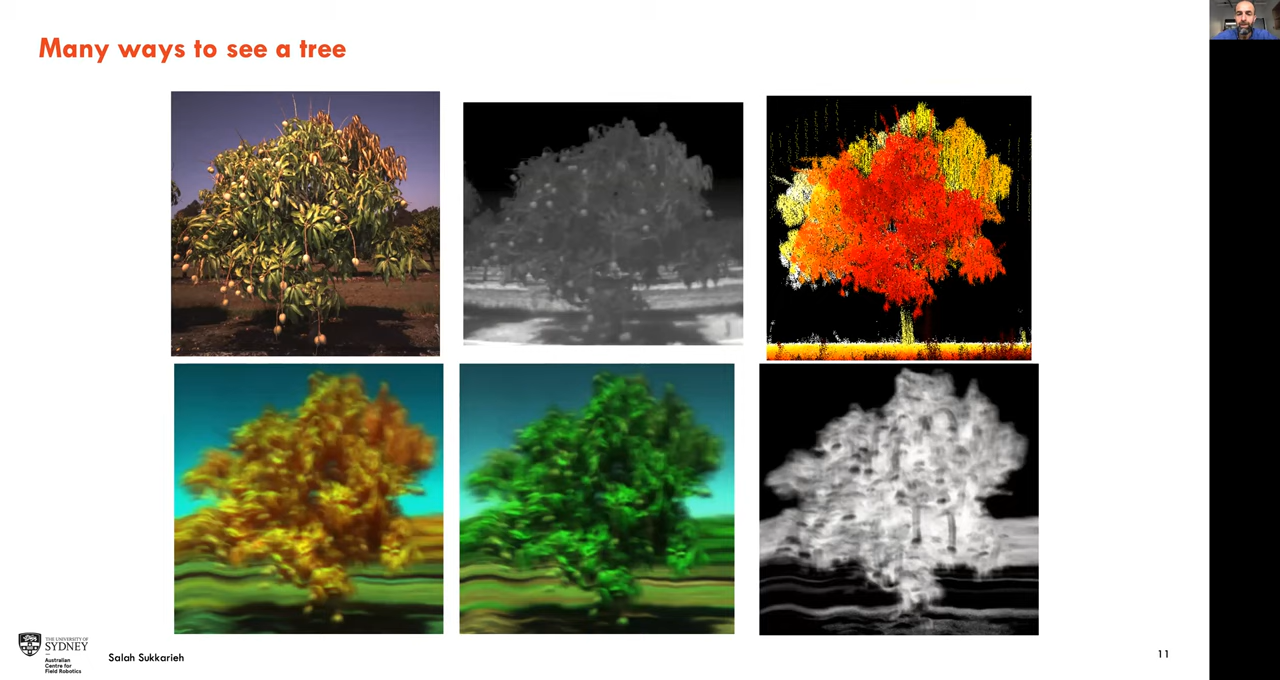 Many ways to see a tree
THE UNIVERSITY OF
SYDNEY
Australian
Centre for
Field Robotics
Salah Sukkarieh
11